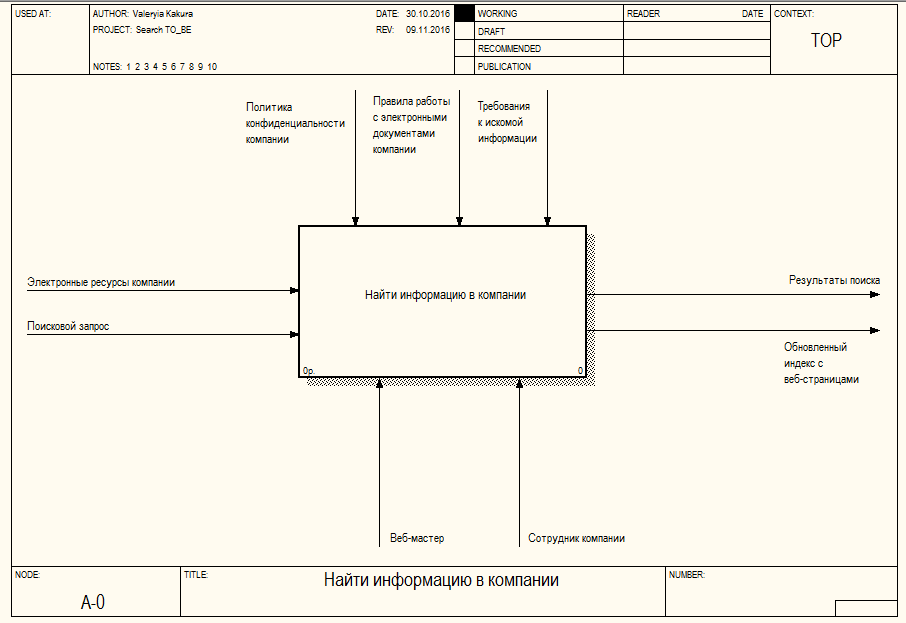 USED AT:
AUTHOR: Valeryia Kakura
DATE: 30.10.2016
PROJECT: Search TO_BE
REV: 09.11.2016
NOTES: 1 2 3 4 5 6 7 8 9 10
WORKING
DRAFT
RECOMMENDED
PUBLICATION
READER
DATE
CONTEXT:
TOP
Политика
конфиденциальности
компании
Правила работы
с электронными
документами
компании
Требования
к искомой
информации
Электронные ресурсы компании
Поисковой запрос
Найти информацию в компании
0р.
0
Результаты поиска
Обновленный
индекс с
веб-страницами
Веб-мастер
Сотрудник компании
NODE:
A-0
TITLE:
Найти информацию в компании
NUMBER: